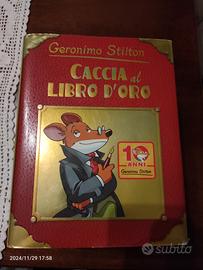 Geronimo Stilton
CACCIA al
LIBRO D'ORO
10
ANNI
Geronimo Stilton
2024/11/29 17:58
subito